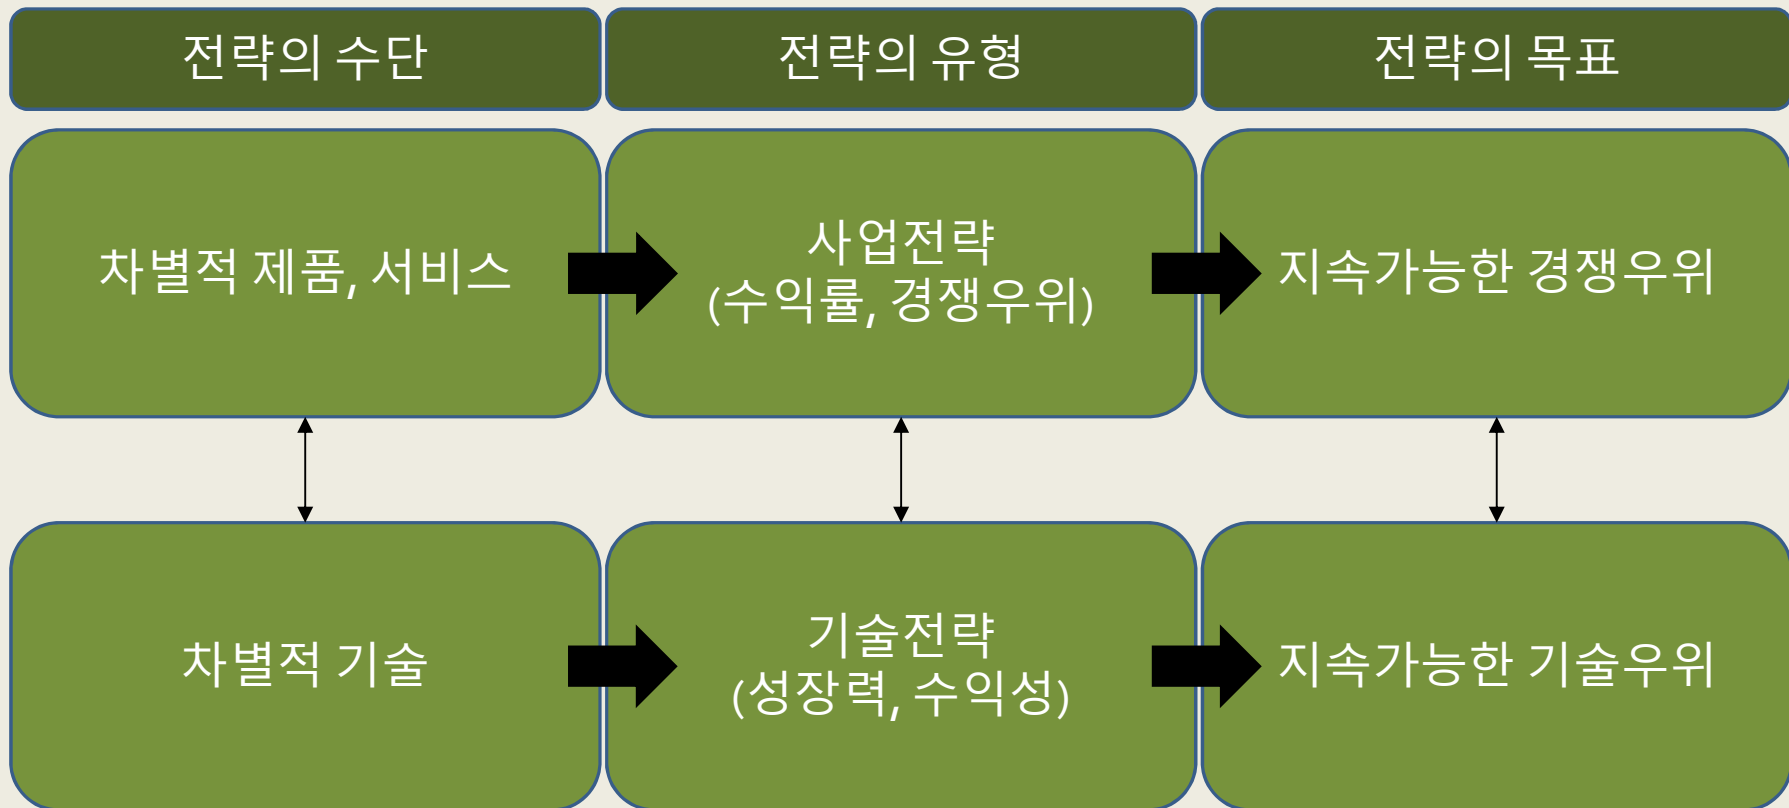 전략의 수단
전략의 유형
전략의 목표
차별적 제품, 서비스
사업전략
(수익률, 경쟁우위)
지속가능한 경쟁우위
차별적 기술
기술전략
(성장력, 수익성)
지속가능한 기술우위